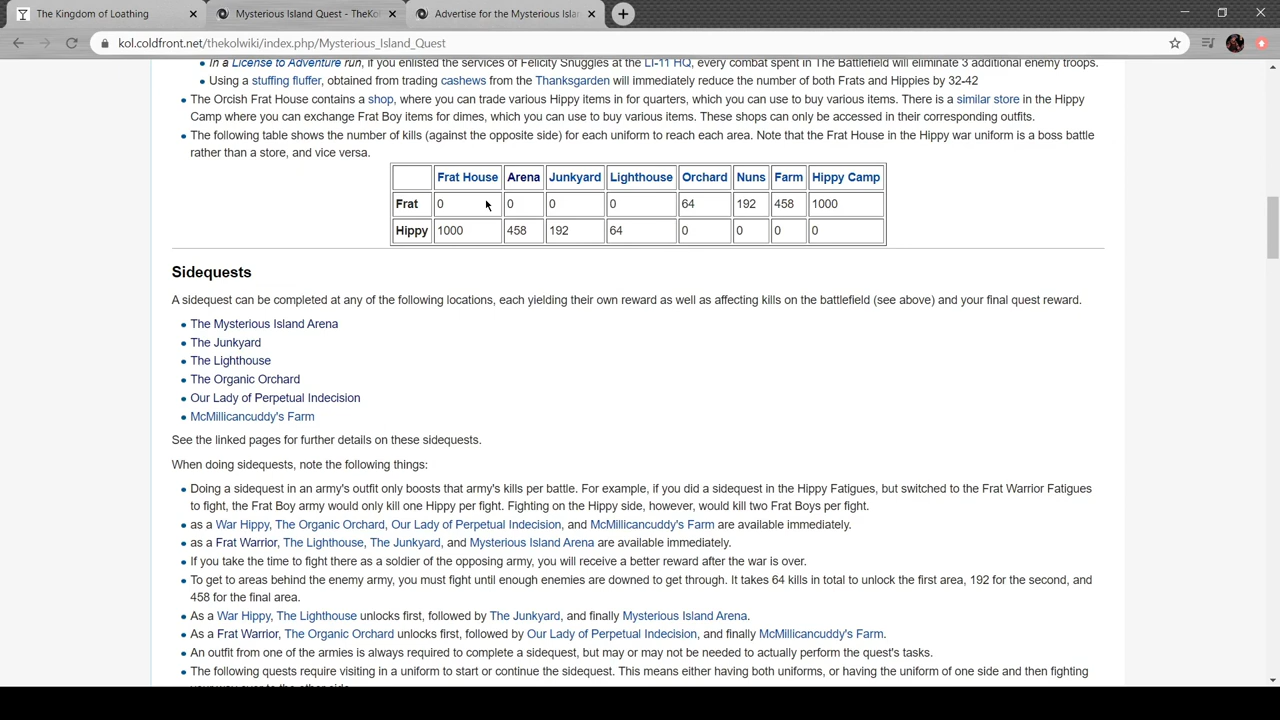 The Kingdom of Loathing
Mysterious Island Quest - TheKol
Advertise for the Mysterious Islan
kol.coldfront.net/thekolwiki/index.php/Mysterious_Island_Quest
In a License to Adventure run, if you enlisted the services of Felicity Snuggles at the LI-11 HQ, every combat spent in The Battlefield will eliminate 3 additional enemy troops.
Using a stuffing fluffer, obtained from trading cashews from the Thanksgarden will immediately reduce the number of both Frats and Hippies by 32-42
The Orcish Frat House contains a shop, where you can trade various Hippy items in for quarters, which you can use to buy various items. There is a similar store in the Hippy
Camp where you can exchange Frat Boy items for dimes, which you can use to buy various items. These shops can only be accessed in their corresponding outfits.
The following table shows the number of kills (against the opposite side) for each uniform to reach each area. Note that the Frat House in the Hippy war uniform is a boss battle
rather than a store, and vice versa.
Frat House Arena Junkyard Lighthouse Orchard Nuns Farm Hippy Camp
Frat 0 0 0 0 64 192 458 1000
Hippy 1000 458 192 64 0 0 0 0
Sidequests
A sidequest can be completed at any of the following locations, each yielding their own reward as well as affecting kills on the battlefield (see above) and your final quest reward.
The Mysterious Island Arena
The Junkyard
The Lighthouse
The Organic Orchard
Our Lady of Perpetual Indecision
McMillicancuddy's Farm
See the linked pages for further details on these sidequests.
When doing sidequests, note the following things:
Doing a sidequest in an army's outfit only boosts that army's kills per battle. For example, if you did a sidequest in the Hippy Fatigues, but switched to the Frat Warrior Fatigues
to fight, the Frat Boy army would only kill one Hippy per fight. Fighting on the Hippy side, however, would kill two Frat Boys per fight.
as a War Hippy, The Organic Orchard, Our Lady of Perpetual Indecision, and McMillicancuddy's Farm are available immediately.
as a Frat Warrior, The Lighthouse, The Junkyard, and Mysterious Island Arena are available immediately.
If you take the time to fight there as a soldier of the opposing army, you will receive a better reward after the war is over.
To get to areas behind the enemy army, you must fight until enough enemies are downed to get through. It takes 64 kills in total to unlock the first area, 192 for the second, and
458 for the final area.
As a War Hippy, The Lighthouse unlocks first, followed by The Junkyard, and finally Mysterious Island Arena.
As a Frat Warrior, The Organic Orchard unlocks first, followed by Our Lady of Perpetual Indecision, and finally McMillicancuddy's Farm.
An outfit from one of the armies is always required to complete a sidequest, but may or may not be needed to actually perform the quest's tasks.
The following quests require visiting in a uniform to start or continue the sidequest. This means either having both uniforms, or having the uniform of one side and then fighting
your way over to the other side.